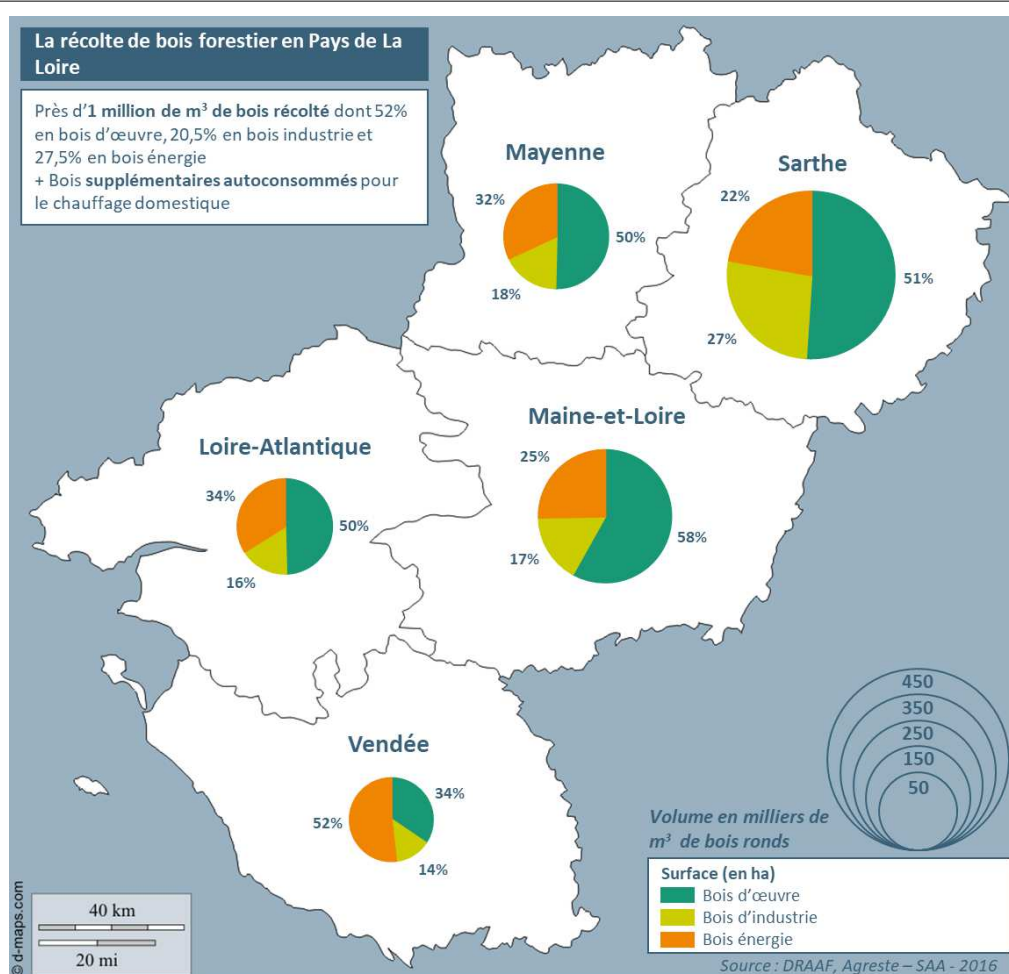 La récolte de bois forestier en Pays de La
Loire
Près d'1 million de m³ de bois récolté dont 52%
en bois d'œuvre, 20,5% en bois industrie et
27,5% en bois énergie
+ Bois supplémentaires autoconsommés pour
le chauffage domestique
Mayenne
32%
50%
18%
Sarthe
22%
51%
27%
Loire-Atlantique
34%
50%
16%
Maine-et-Loire
25%
58%
17%
Vendée
34%
52%
14%
450
350
250
150
50
Volume en milliers de
m³ de bois ronds
Surface (en ha)
Bois d'œuvre
Bois d'industrie
Bois énergie
40 km
20 mi
© d-maps.com
Source : DRAAF, Agreste – SAA - 2016